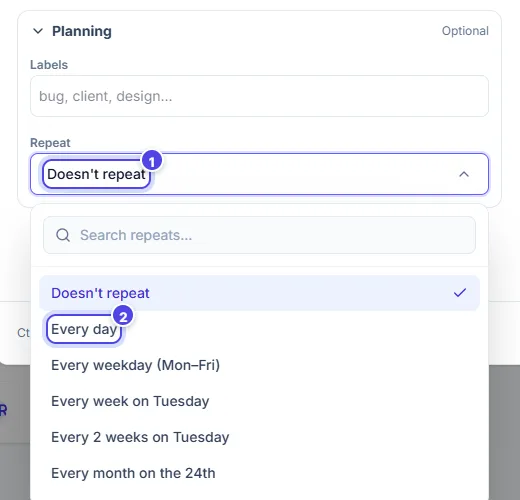 Planning Optional
Labels
bug, client, design...
Repeat
1
Doesn't repeat
Search repeats...
Doesn't repeat
2
Every day
Ct
Every weekday (Mon–Fri)
Every week on Tuesday
R
Every 2 weeks on Tuesday
Every month on the 24th